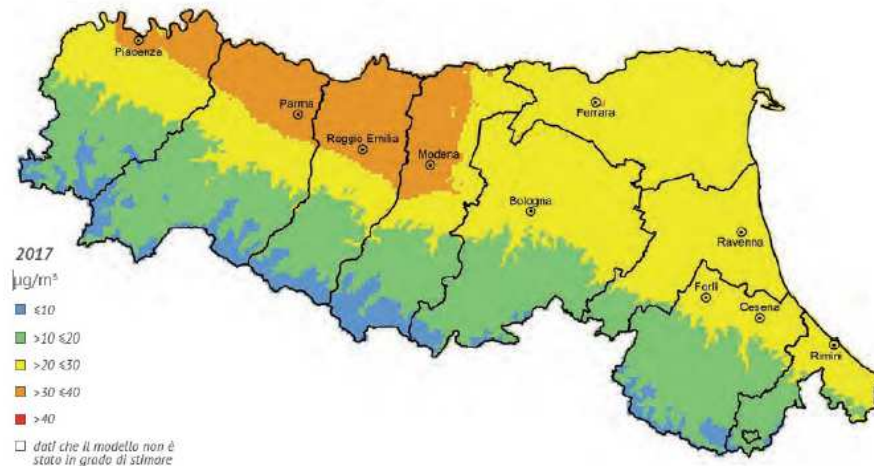 Piacenza
Parma
Reggio Emilia
Modena
Ferrara
Bologna
Ravenna
Forlì
Cesena
Rimini
2017
µg/m³
≤10
>10 ≤20
>20 ≤30
>30 ≤40
>40
dati che il modello non è
stato in grado di stimare